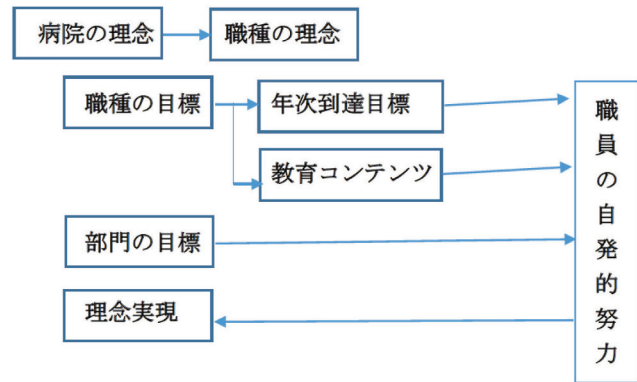 病院の理念
職種の理念
職種の目標
年次到達目標
教育コンテンツ
部門の目標
理念実現
職員の自発的努力